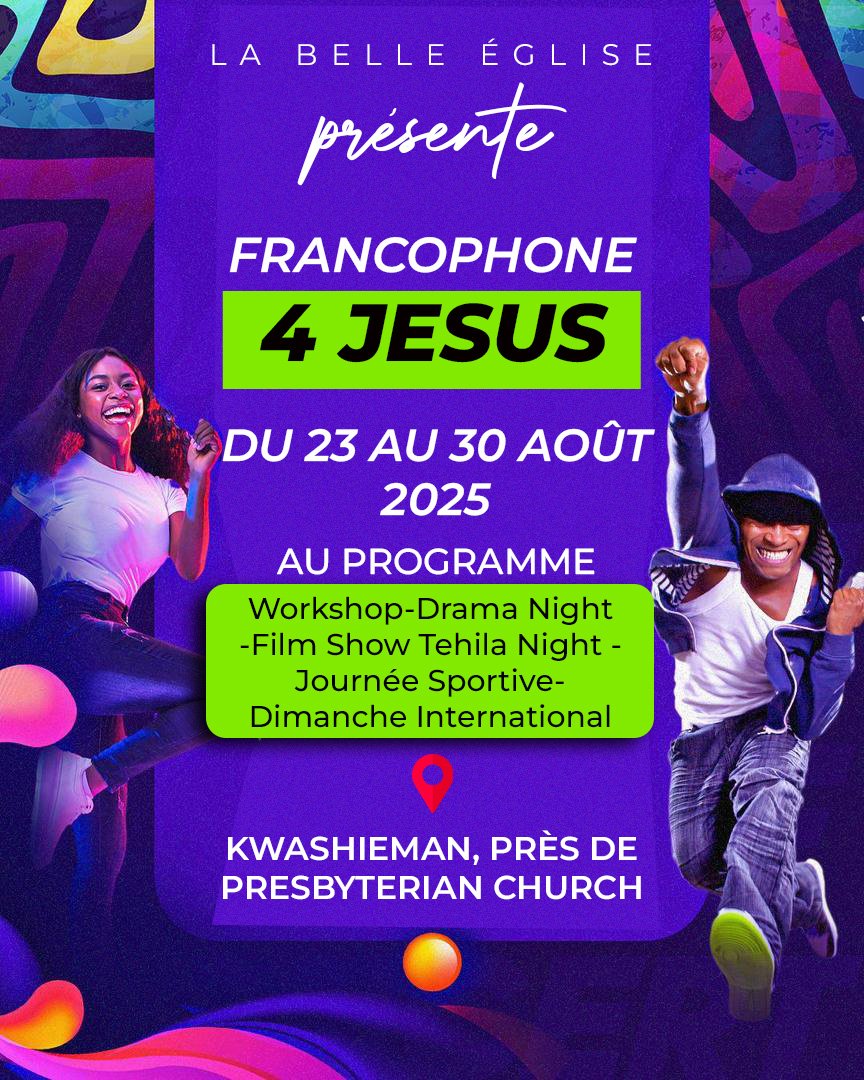 LA BELLE ÉGLISE
présente
FRANCOPHONE
4 JESUS
DU 23 AU 30 AOÛT
2025
AU PROGRAMME
Workshop-Drama Night
-Film Show Tehila Night -
Journée Sportive-
Dimanche International
KWASHIEMAN, PRÈS DE
PRESBYTERIAN CHURCH